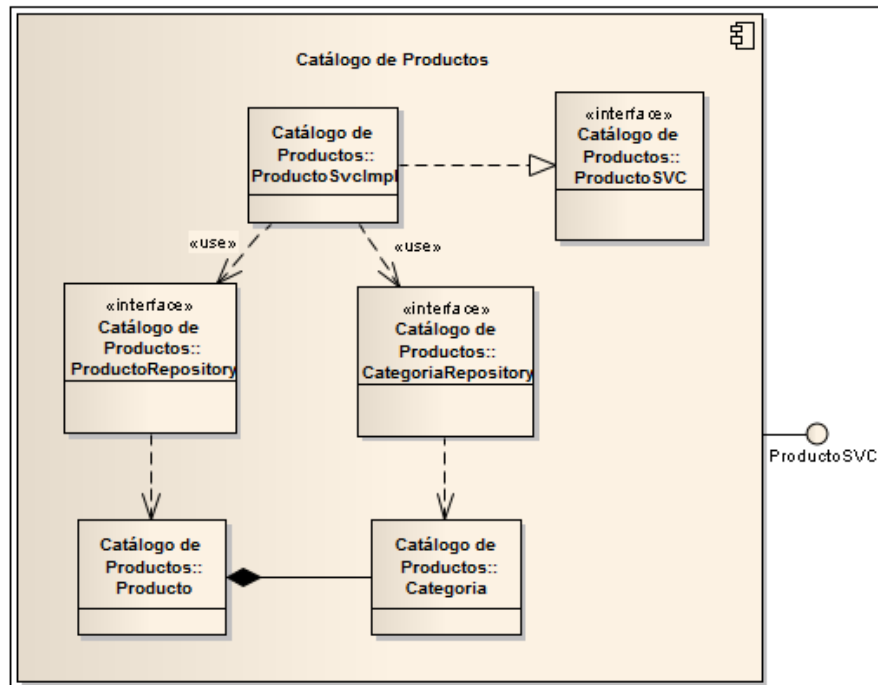 Catálogo de Productos
Catálogo de
Productos::
ProductoSvcImpl
«interface»
Catálogo de
Productos::
ProductoSVC
«use»
«use»
«interface»
Catálogo de
Productos::
ProductoRepository
«interface»
Catálogo de
Productos::
CategoriaRepository
ProductoSVC
Catálogo de
Productos::
Producto
Catálogo de
Productos::
Categoria